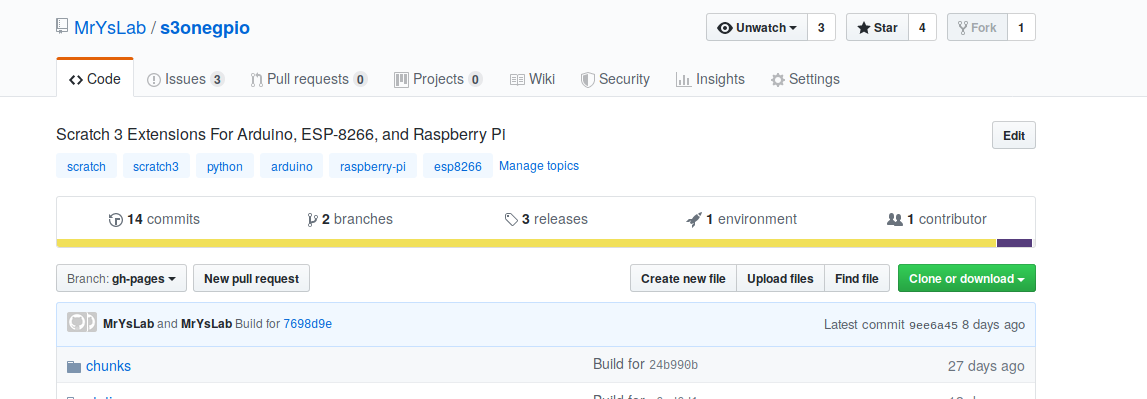 MrYsLab / s3onegpio Unwatch 3 Star 4 Fork 1
Code Issues 3 Pull requests 0 Projects 0 Wiki Security Insights Settings
Scratch 3 Extensions For Arduino, ESP-8266, and Raspberry Pi Edit
scratch scratch3 python arduino raspberry-pi esp8266 Manage topics
14 commits 2 branches 3 releases 1 environment 1 contributor
Branch: gh-pages New pull request Create new file Upload files Find file Clone or download
MrYsLab and MrYsLab Build for 7698d9e Latest commit 9ee6a45 8 days ago
chunks Build for 24b990b 27 days ago